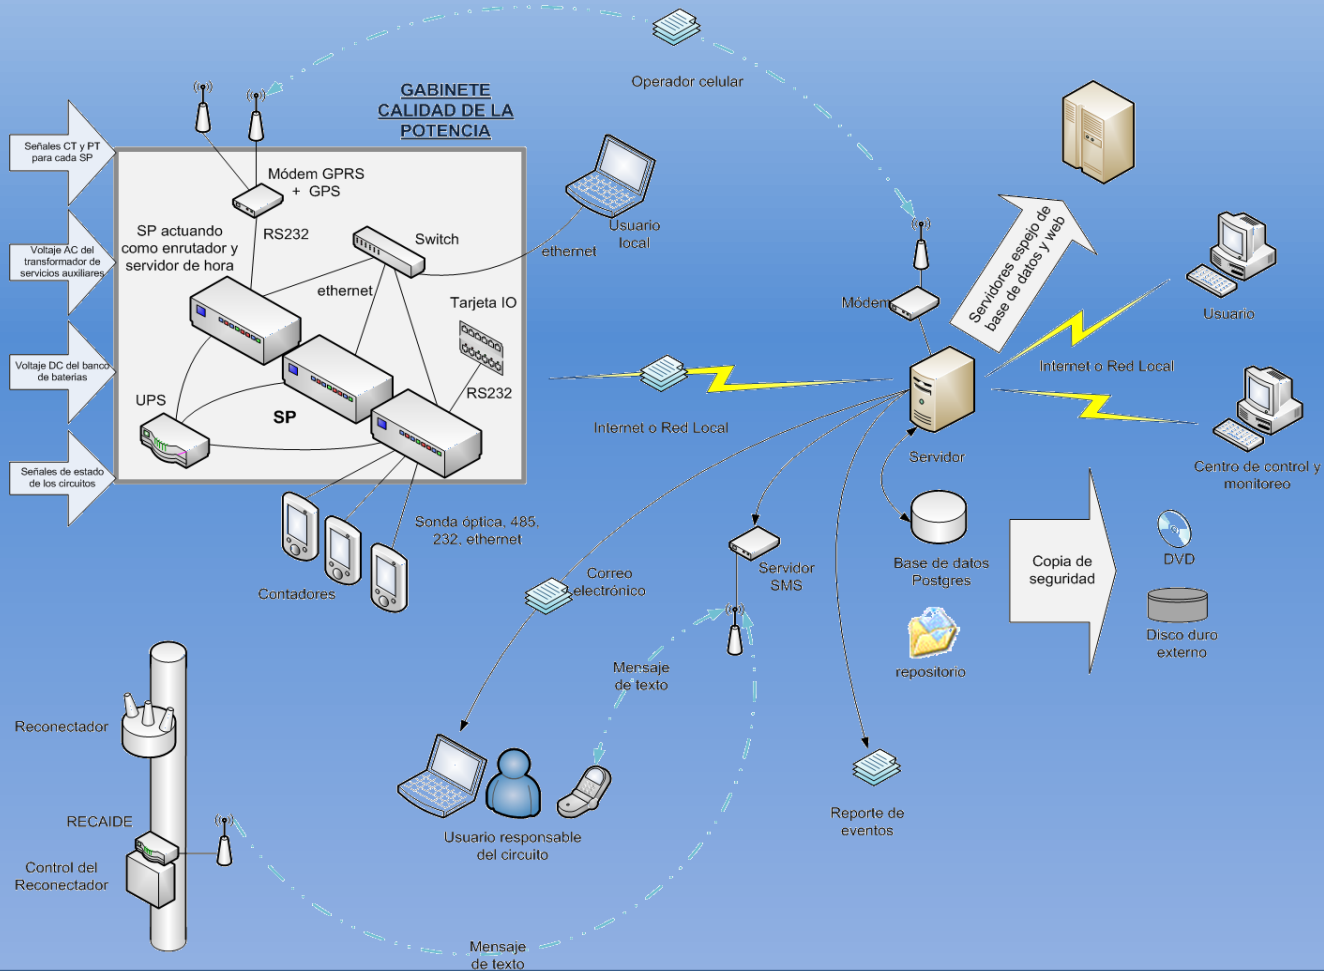 Operador celular
GABINETE
CALIDAD DE LA
POTENCIA
Señales CT y PT
para cada SP
Voltaje AC del
transformador de
servicios auxiliares
Voltaje DC del banco
de baterías
Señales de estado
de los circuitos
Módem GPRS
+ GPS
RS232
SP actuando
como enrutador y
servidor de hora
Switch
ethernet
Tarjeta IO
RS232
UPS
SP
Usuario
local
ethernet
Sonda óptica, 485,
232, ethernet
Contadores
Internet o Red Local
Módem
Servidores espejo de
base de datos y web
Usuario
Internet o Red Local
Centro de control y
monitoreo
Servidor
Base de datos
Postgres
repositorio
Copia de
seguridad
DVD
Disco duro
externo
Correo
electrónico
Servidor
SMS
Mensaje
de texto
Usuario responsable
del circuito
Reporte de
eventos
Reconectador
RECAIDE
Control del
Reconectador
Mensaje
de texto